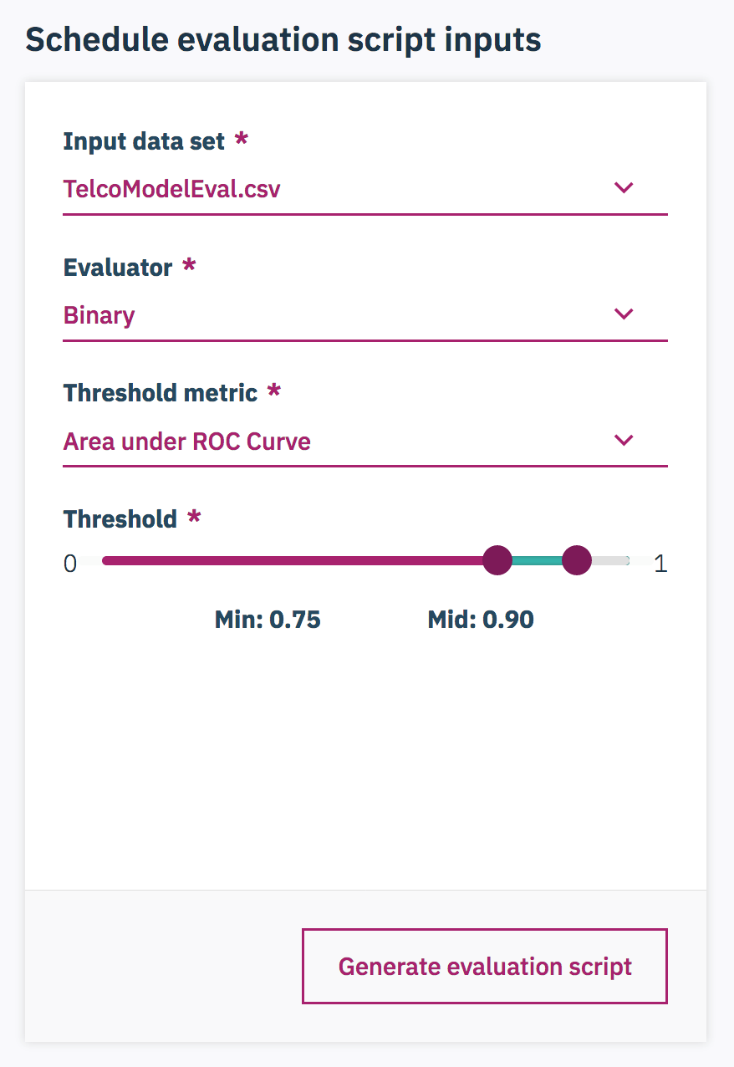 Schedule evaluation script inputs
Input data set *
TelcoModelEval.csv
Evaluator *
Binary
Threshold metric *
Area under ROC Curve
Threshold *
0 1
Min: 0.75 Mid: 0.90
Generate evaluation script